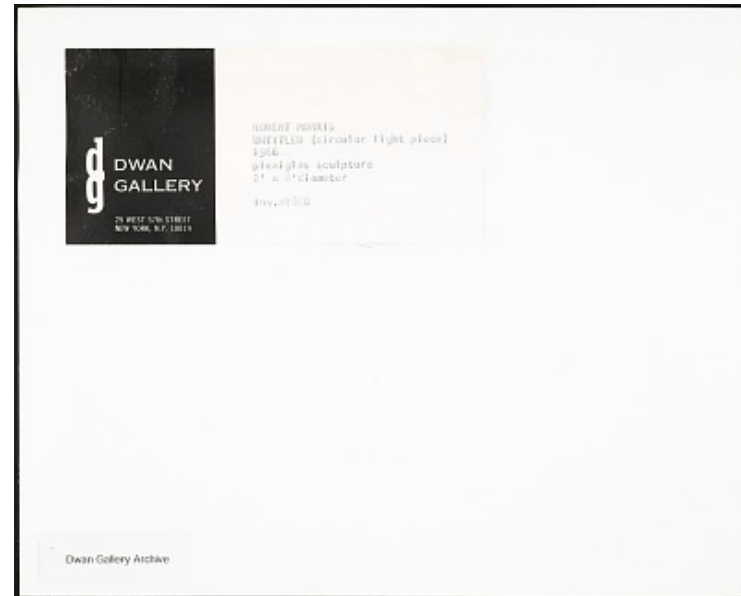 dg
DWAN
GALLERY
29 WEST 57th STREET
NEW YORK, N.Y. 10019
ROBERT MORRIS
UNTITLED (circular light piece)
1966
plexiglas sculpture
2' x diameter
Dwan Gallery Archive